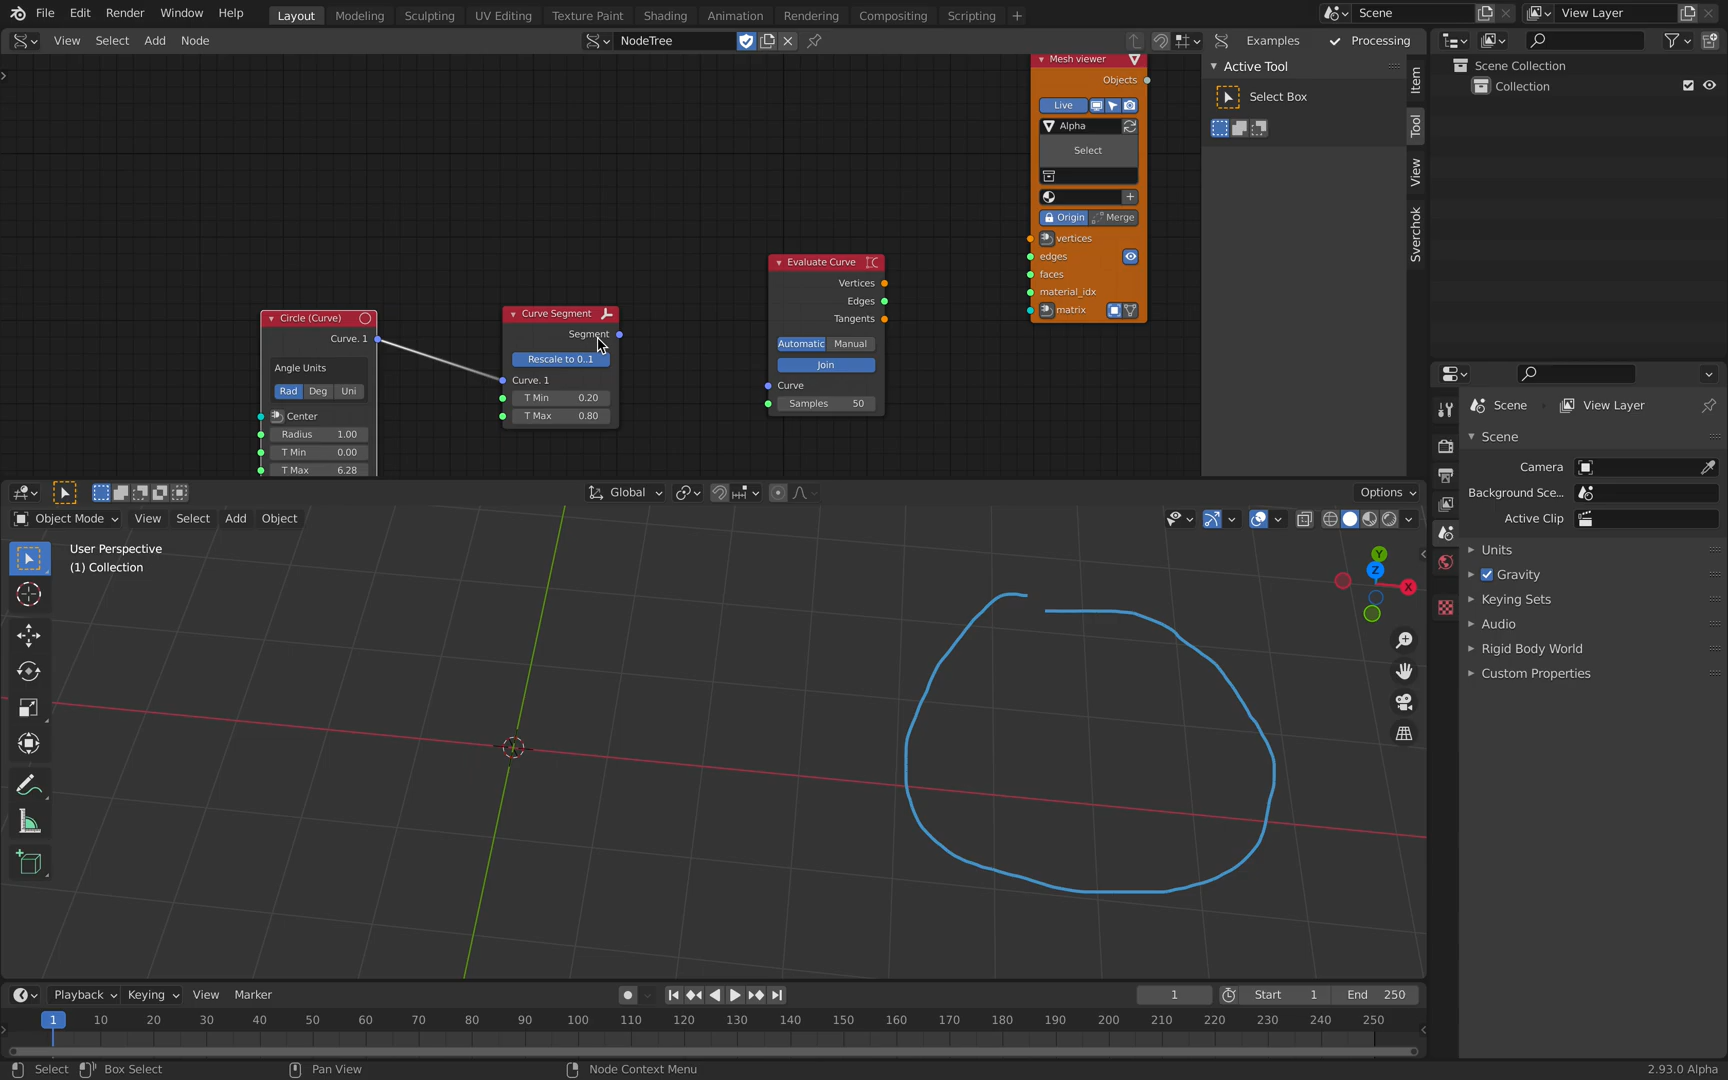 File Edit Render Window Help Layout Modeling Sculpting UV Editing Texture Paint Shading Animation Rendering Compositing Scripting + Scene View Layer
View Select Add Node NodeTree Examples Processing
Mesh viewer
Objects
Live
Alpha
Select
Origin Merge
vertices
edges
faces
material_idx
matrix
Evaluate Curve
Vertices
Edges
Tangents
Automatic Manual
Join
Curve
Samples 50
Curve Segment
Segment
Rescale to 0..1
Curve. 1
T Min 0.20
T Max 0.80
Circle (Curve)
Curve. 1
Angle Units
Rad Deg Uni
Center
Radius 1.00
T Min 0.00
T Max 6.28
Active Tool
Select Box
Item
Tool
View
Sverchok
Scene Collection
Collection
Scene View Layer
Scene
Camera
Background Sce...
Active Clip
Units
Gravity
Keying Sets
Audio
Rigid Body World
Custom Properties
Global Options
Object Mode View Select Add Object
User Perspective
(1) Collection
Y
Z
X
Playback Keying View Marker 1 Start 1 End 250
1 10 20 30 40 50 60 70 80 90 100 110 120 130 140 150 160 170 180 190 200 210 220 230 240 250
Select Box Select Pan View Node Context Menu 2.93.0 Alpha